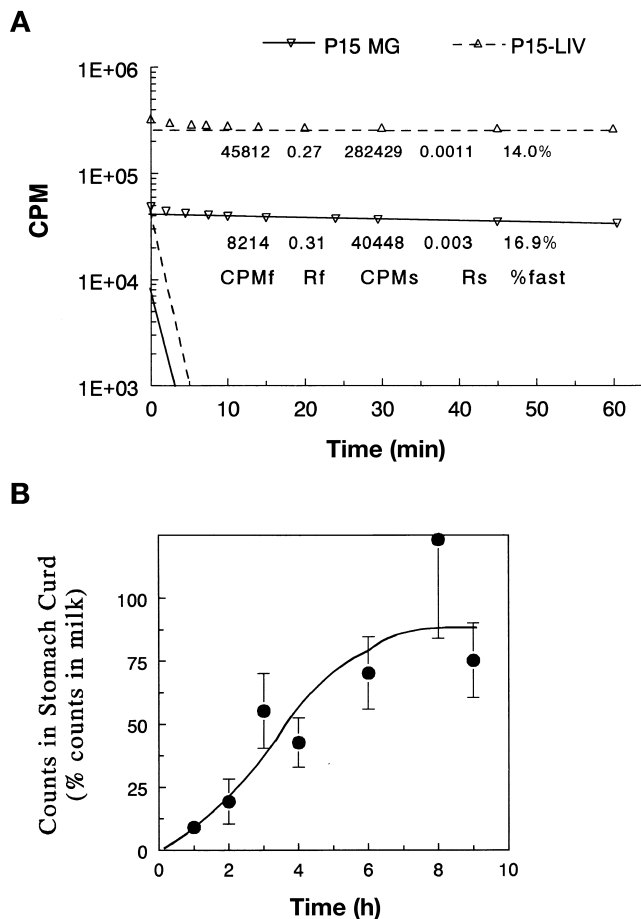 A
P15 MG P15-LIV
1E+06
45812 0.27 282429 0.0011 14.0%
1E+05
8214 0.31 40448 0.003 16.9%
CPMf Rf CPMs Rs %fast
1E+04
1E+03
CPM
0 10 20 30 40 50 60
Time (min)
B
100
75
50
25
0
Counts in Stomach Curd
(% counts in milk)
0 2 4 6 8 10
Time (h)